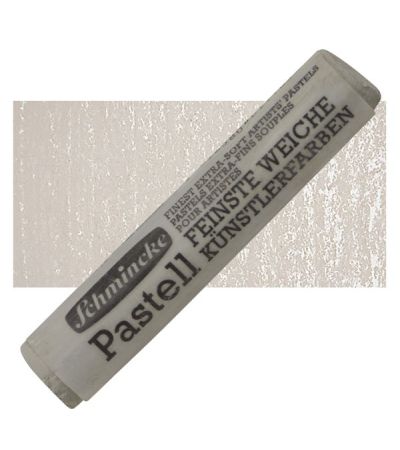 Schmincke
Pastell
FINEST EXTRA-SOFT ARTISTS' PASTELS
PASTELS EXTRA-FINS SOUPLES
POUR ARTISTES
FEINSTE WEICHE
KÜNSTLERFARBEN